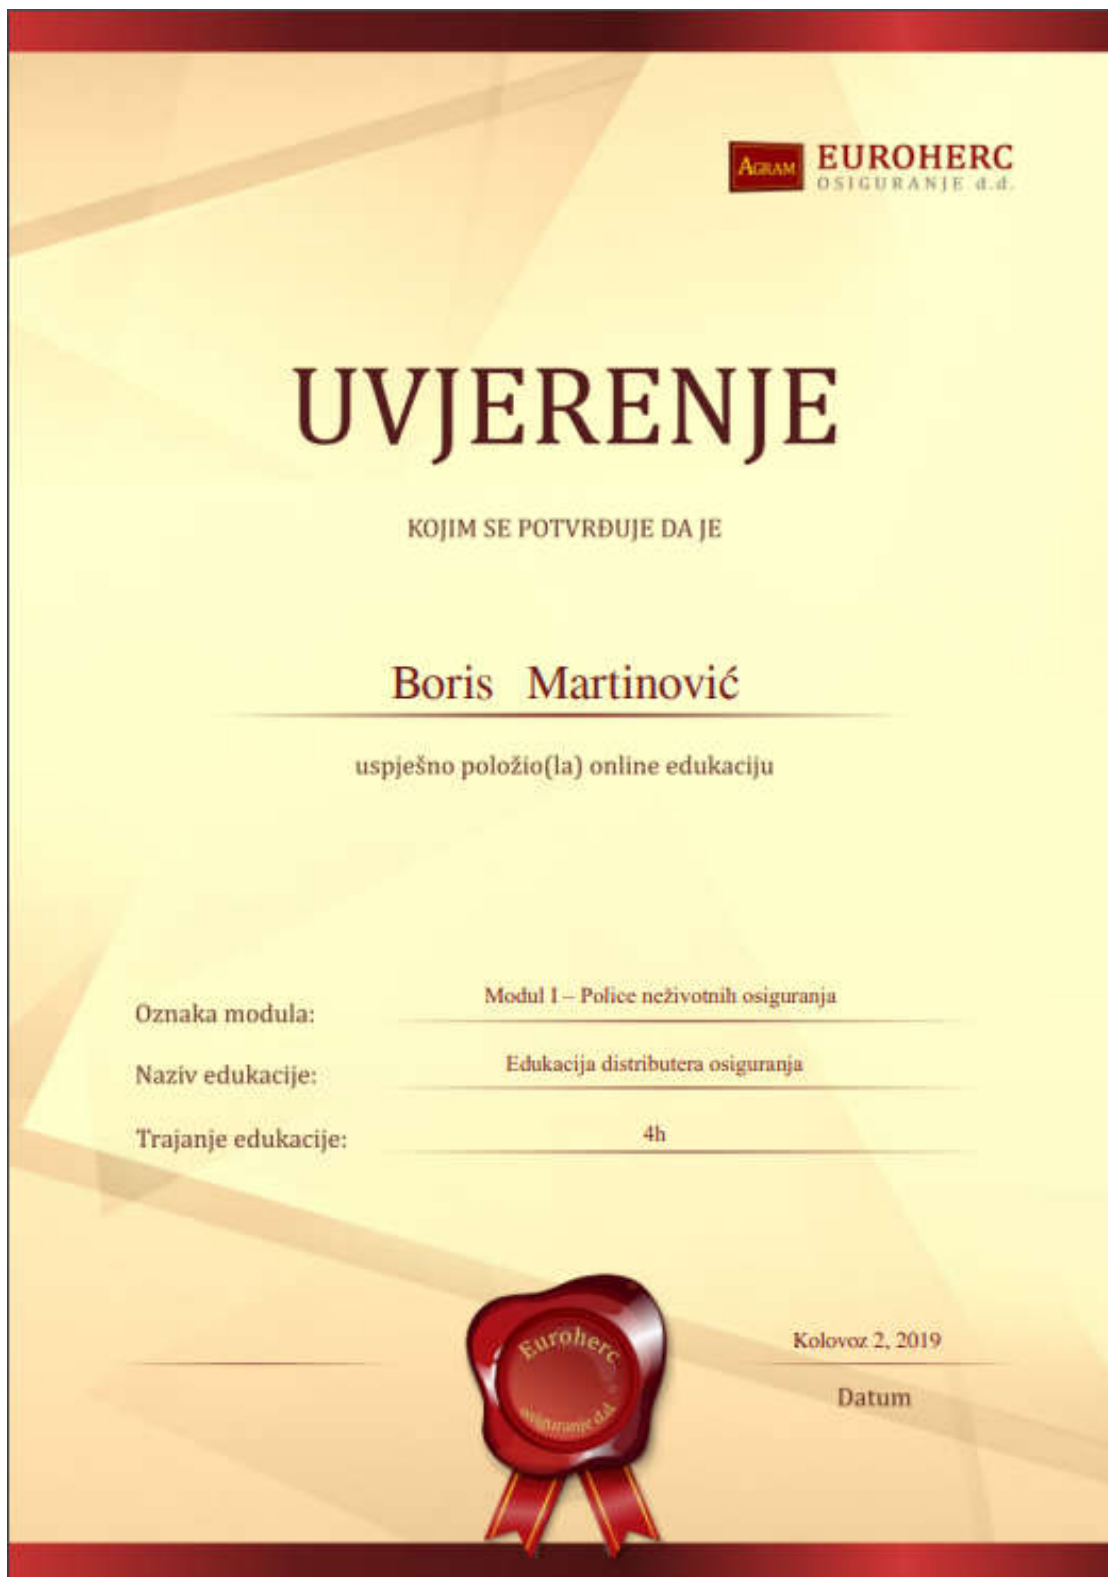 AGRAM
EUROHERC
OSIGURANJE d.d.
UVJERENJE
KOJIM SE POTVRĐUJE DA JE
Boris Martinović
uspješno položio(la) online edukaciju
Oznaka modula:
Modul I – Police neživotnih osiguranja
Naziv edukacije:
Edukacija distributera osiguranja
Trajanje edukacije:
4h
Euroherc
osiguranje d.d.
Kolovoz 2, 2019
Datum